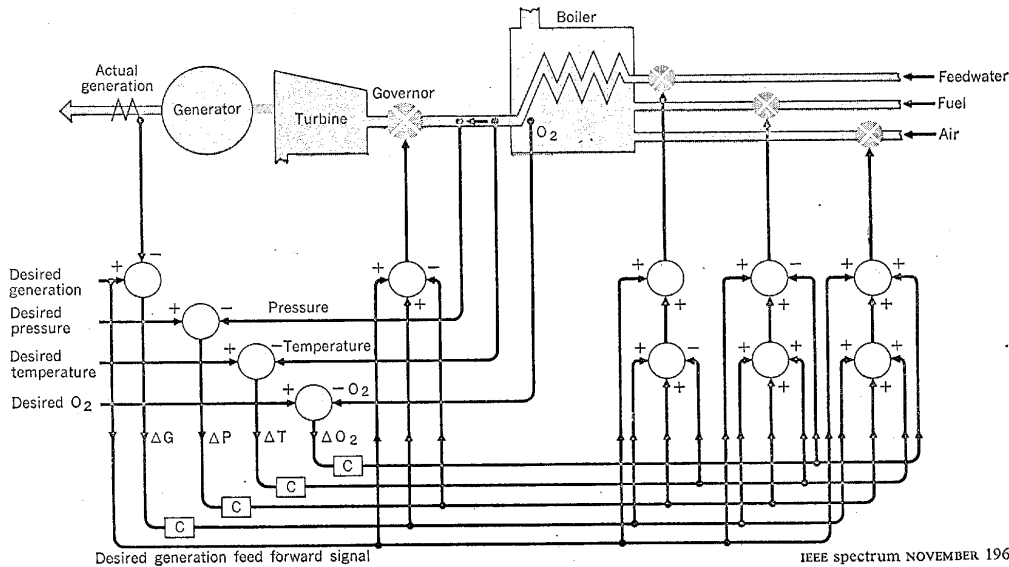 Boiler
Actual
generation
Generator
Turbine
Governor
O2
Feedwater
Fuel
Air
Desired
generation
Desired
pressure
Pressure
Desired
temperature
Temperature
Desired O2
O2
ΔG
ΔP
ΔT
ΔO2
C
C
C
C
Desired generation feed forward signal
IEEE spectrum NOVEMBER 196